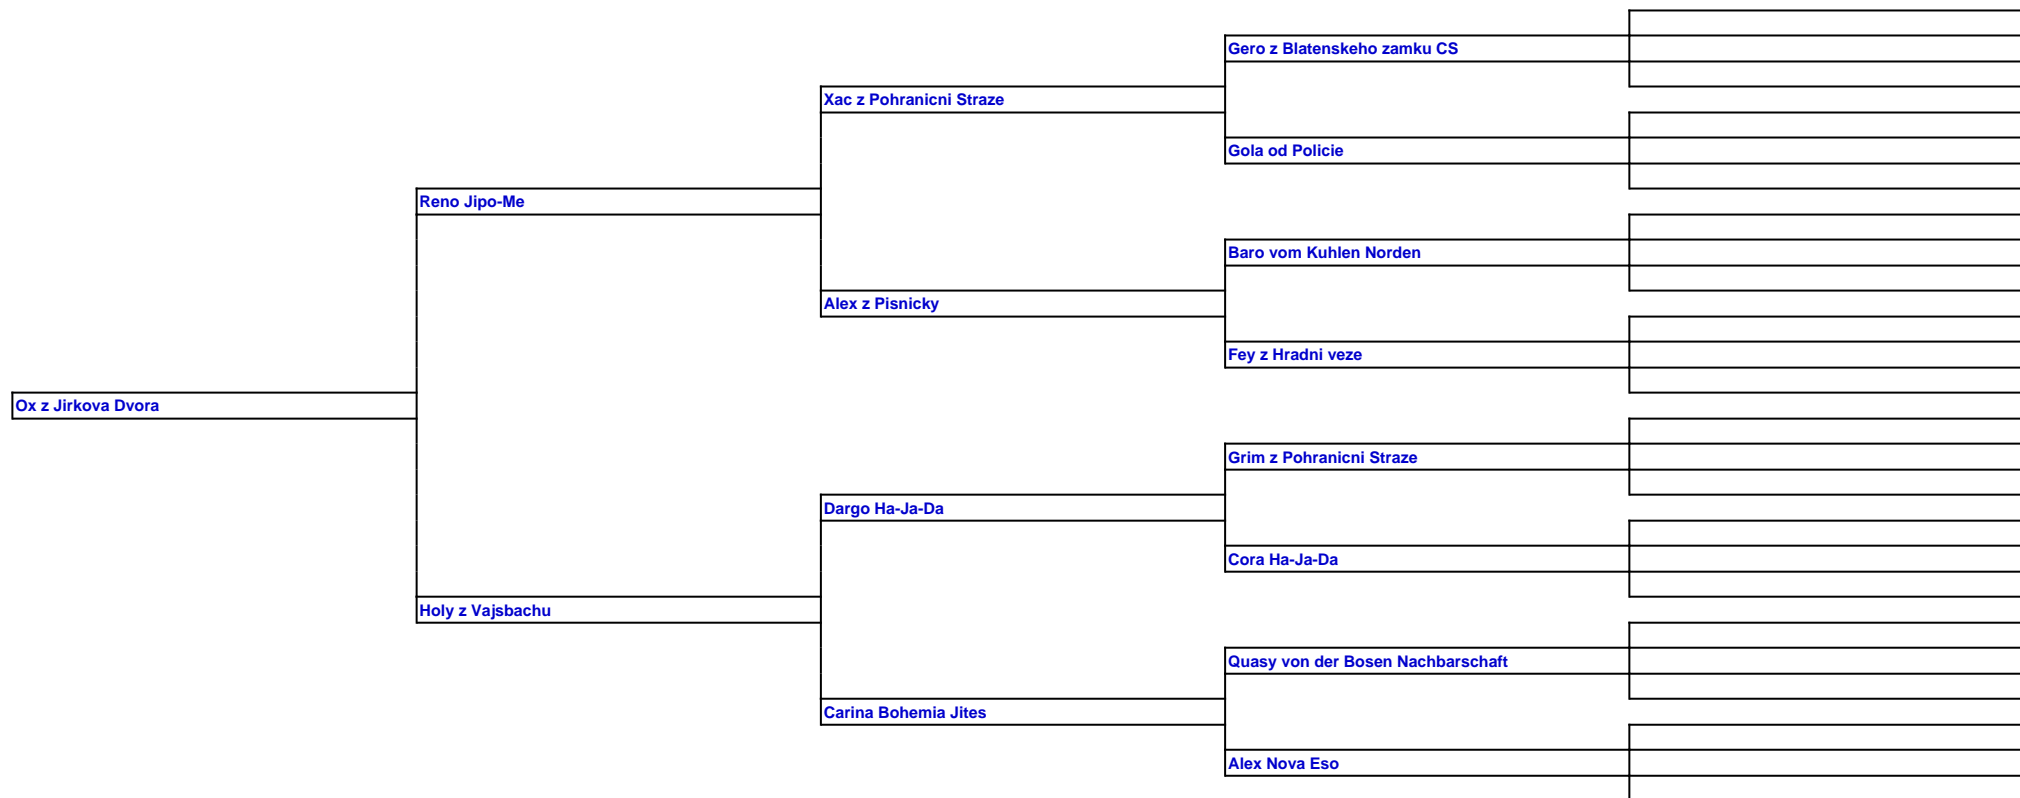 Gero z Blatenskeho zamku CS
Xac z Pohranicni Straze
Gola od Policie
Reno Jipo-Me
Baro vom Kuhlen Norden
Alex z Pisnicky
Fey z Hradni veze
Ox z Jirkova Dvora
Grim z Pohranicni Straze
Dargo Ha-Ja-Da
Cora Ha-Ja-Da
Holy z Vajsbachu
Quasy von der Bosen Nachbarschaft
Carina Bohemia Jites
Alex Nova Eso